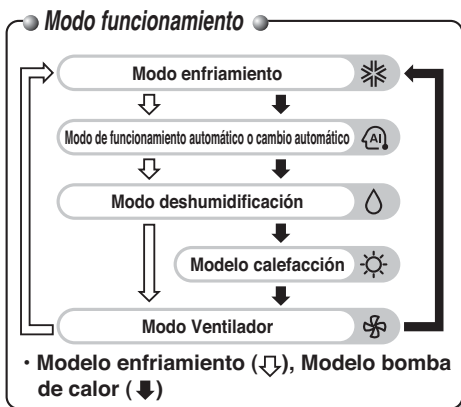 Modo funcionamiento
Modo enfriamiento
Modo de funcionamiento automático o cambio automático
AI
Modo deshumidificación
Modelo calefacción
Modo Ventilador
· Modelo enfriamiento (⇩), Modelo bomba
de calor (⬇)